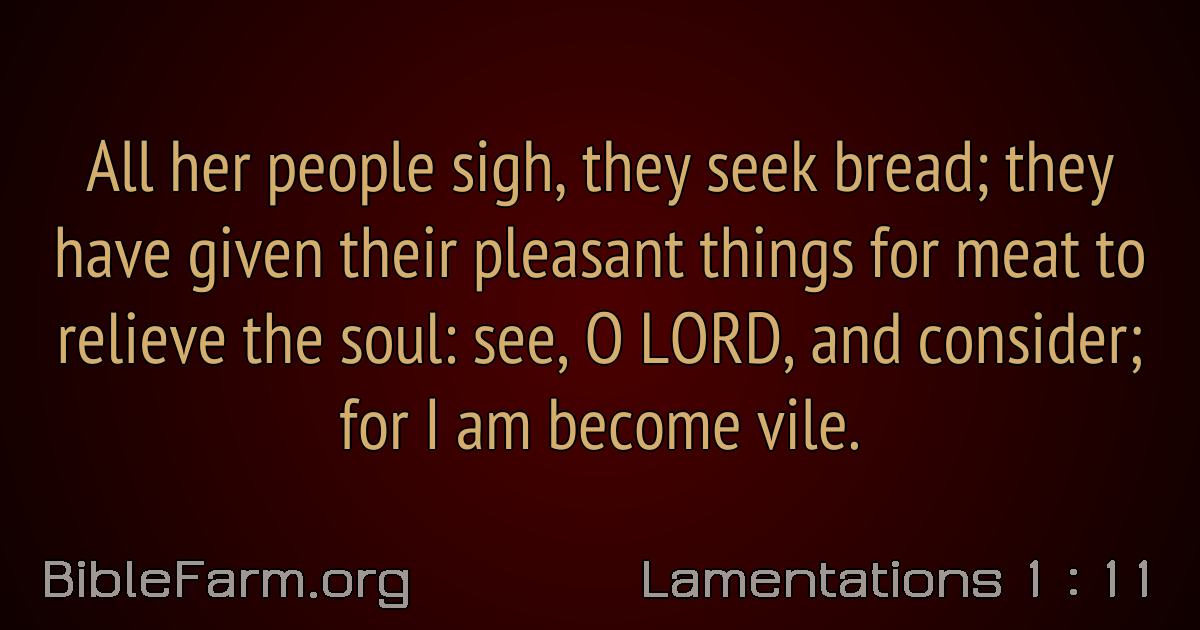 All her people sigh, they seek bread; they
have given their pleasant things for meat to
relieve the soul: see, O LORD, and consider;
for I am become vile.
BibleFarm.org
Lamentations 1 : 11